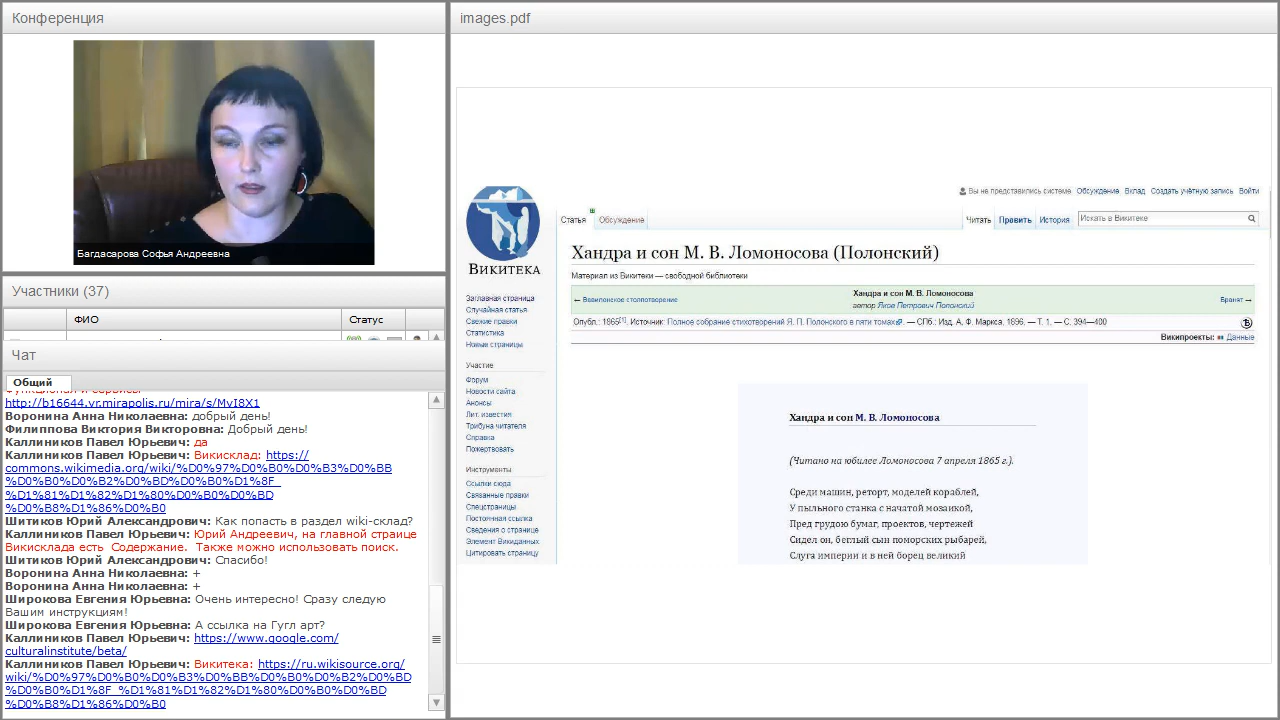 Конференция
Багдасарова Софья Андреевна
Участники (37)
ФИО
Статус
Чат
Общий
http://b16644.vr.mirapolis.ru/mira/s/MvI8X1
Воронина Анна Николаевна: добрый день!
Филиппова Виктория Викторовна: Добрый день!
Каллиников Павел Юрьевич: да
Каллиников Павел Юрьевич: Викисклад: https://
commons.wikimedia.org/wiki/%D0%97%D0%B0%D0%B3%D0%BB
%D0%B0%D0%B2%D0%BD%D0%B0%D1%8F_
%D1%81%D1%82%D1%80%D0%B0%D0%BD
%D0%B8%D1%86%D0%B0
Шитиков Юрий Александрович: Как попасть в раздел wiki-склад?
Каллиников Павел Юрьевич: Юрий Андреевич, на главной страице
Викисклада есть Содержание. Также можно использовать поиск.
Шитиков Юрий Александрович: Спасибо!
Воронина Анна Николаевна: +
Воронина Анна Николаевна: +
Широкова Евгения Юрьевна: Очень интересно! Сразу следую
Вашим инструкциям!
Широкова Евгения Юрьевна: А ссылка на Гугл арт?
Каллиников Павел Юрьевич: https://www.google.com/
culturalinstitute/beta/
Каллиников Павел Юрьевич: Викитека: https://ru.wikisource.org/
wiki/%D0%97%D0%B0%D0%B3%D0%BB%D0%B0%D0%B2%D0%BD
%D0%B0%D1%8F_%D1%81%D1%82%D1%80%D0%B0%D0%BD
%D0%B8%D1%86%D0%B0
images.pdf
Вы не представились системе Обсуждение Вклад Создать учётную запись Войти
Статья Обсуждение Читать Править История Искать в Викитеке
Викитека
Хандра и сон М. В. Ломоносова (Полонский)
Материал из Викитеки — свободной библиотеки
← Вавилонское столпотворение
Хандра и сон М. В. Ломоносова
автор Яков Петрович Полонский
Бранят →
Опубл.: 1865[1]. Источник: Полное собрание стихотворений Я. П. Полонского в пяти томах. — СПб.: Изд. А. Ф. Маркса, 1896. — Т. 1. — С. 394—400
Википроекты: Данные
Заглавная страница
Случайная статья
Свежие правки
Статистика
Новые страницы
Участие
Форум
Новости сайта
Анонсы
Лит. известия
Трибуна читателя
Справка
Пожертвовать
Инструменты
Ссылки сюда
Связанные правки
Спецстраницы
Постоянная ссылка
Сведения о странице
Элемент Викиданных
Цитировать страницу
Хандра и сон М. В. Ломоносова
(Читано на юбилее Ломоносова 7 апреля 1865 г.).
Среди машин, реторт, моделей кораблей,
У пыльного станка с начатой мозаикой,
Пред грудою бумаг, проектов, чертежей
Сидел он, беглый сын поморских рыбарей,
Слуга империи и в ней борец великий